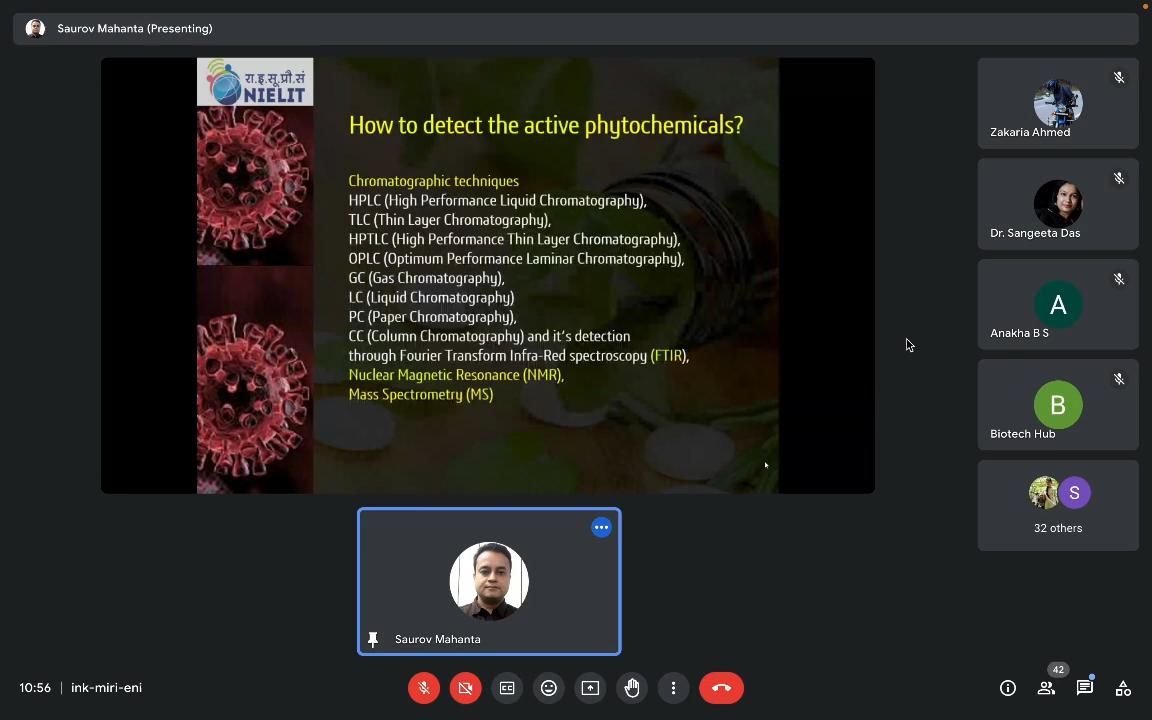 Saurov Mahanta (Presenting)
रा.इ.सू.प्रौ.सं
NIELIT
How to detect the active phytochemicals?
Chromatographic techniques
HPLC (High Performance Liquid Chromatography),
TLC (Thin Layer Chromatography),
HPTLC (High Performance Thin Layer Chromatography),
OPLC (Optimum Performance Laminar Chromatography),
GC (Gas Chromatography),
LC (Liquid Chromatography)
PC (Paper Chromatography),
CC (Column Chromatography) and it's detection
through Fourier Transform Infra-Red spectroscopy (FTIR),
Nuclear Magnetic Resonance (NMR),
Mass Spectrometry (MS)
Zakaria Ahmed
Dr. Sangeeta Das
A
Anakha B S
B
Biotech Hub
S
32 others
Saurov Mahanta
10:56 | ink-miri-eni
CC
42